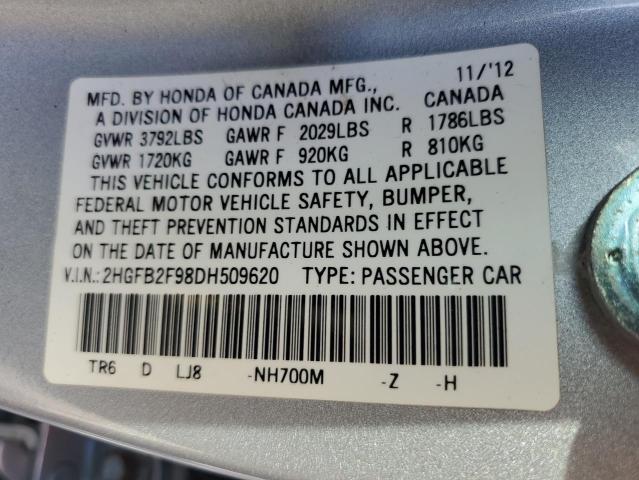 MFD. BY HONDA OF CANADA MFG., 11/'12
A DIVISION OF HONDA CANADA INC. CANADA
GVWR 3792LBS GAWR F 2029LBS R 1786LBS
GVWR 1720KG GAWR F 920KG R 810KG
THIS VEHICLE CONFORMS TO ALL APPLICABLE
FEDERAL MOTOR VEHICLE SAFETY, BUMPER,
AND THEFT PREVENTION STANDARDS IN EFFECT
ON THE DATE OF MANUFACTURE SHOWN ABOVE.
V.I.N.: 2HGFB2F98DH509620 TYPE: PASSENGER CAR
TR6 D LJ8 -NH700M -Z -H